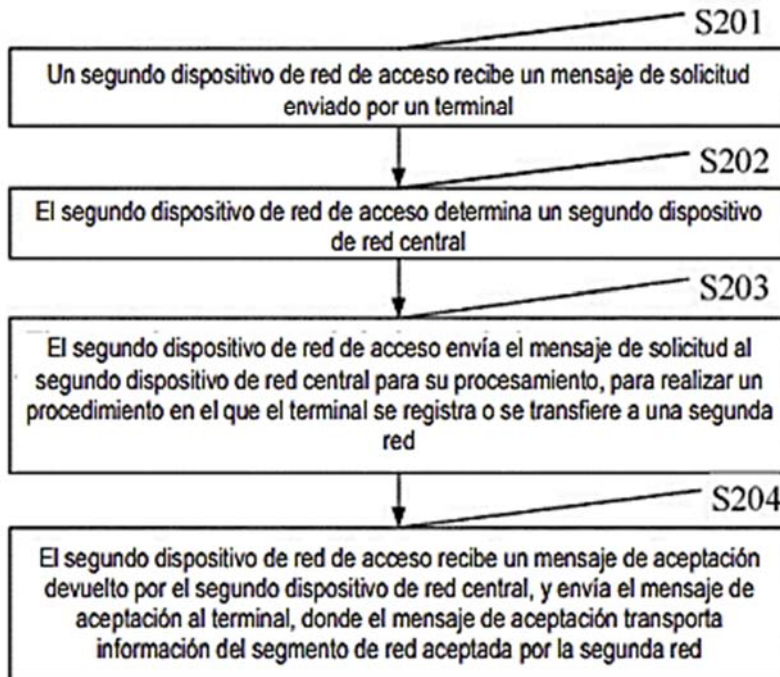 S201
Un segundo dispositivo de red de acceso recibe un mensaje de solicitud
enviado por un terminal
S202
El segundo dispositivo de red de acceso determina un segundo dispositivo
de red central
S203
El segundo dispositivo de red de acceso envía el mensaje de solicitud al
segundo dispositivo de red central para su procesamiento, para realizar un
procedimiento en el que el terminal se registra o se transfiere a una segunda
red
S204
El segundo dispositivo de red de acceso recibe un mensaje de aceptación
devuelto por el segundo dispositivo de red central, y envía el mensaje de
aceptación al terminal, donde el mensaje de aceptación transporta
información del segmento de red aceptada por la segunda red